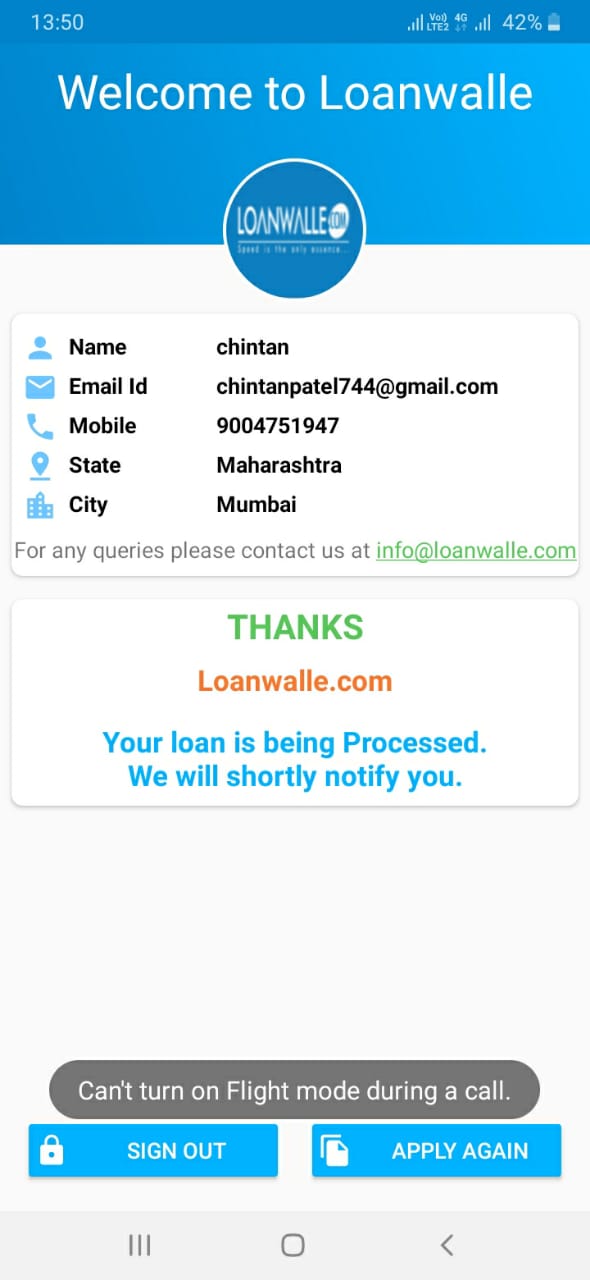 13:50 Vo) 4G LTE2 42%
Welcome to Loanwalle
LOANWALLE.COM
Speed is the only essence...
Name chintan
Email Id chintanpatel744@gmail.com
Mobile 9004751947
State Maharashtra
City Mumbai
For any queries please contact us at info@loanwalle.com
THANKS
Loanwalle.com
Your loan is being Processed.
We will shortly notify you.
Can't turn on Flight mode during a call.
SIGN OUT APPLY AGAIN